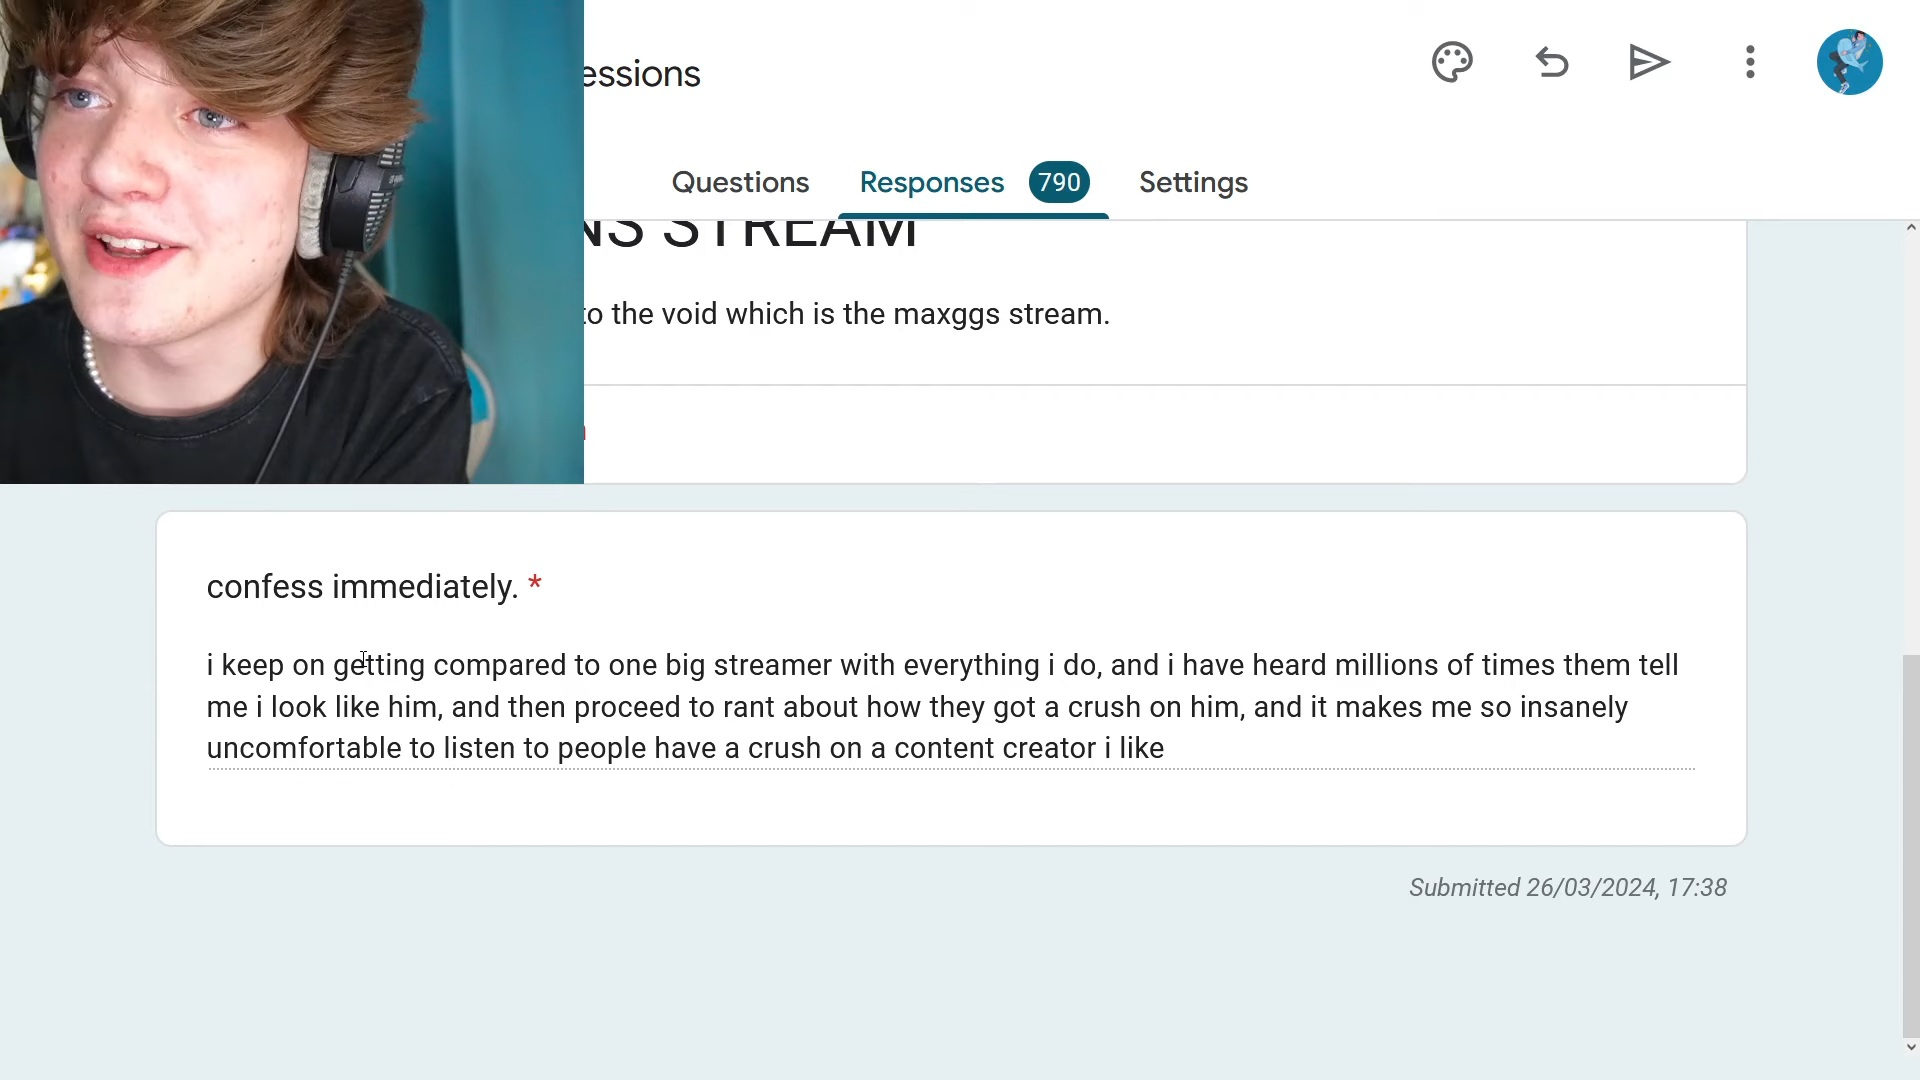 essions
Questions Responses 790 Settings
NS STREAM
to the void which is the maxggs stream.
confess immediately. *
i keep on getting compared to one big streamer with everything i do, and i have heard millions of times them tell
me i look like him, and then proceed to rant about how they got a crush on him, and it makes me so insanely
uncomfortable to listen to people have a crush on a content creator i like
Submitted 26/03/2024, 17:38